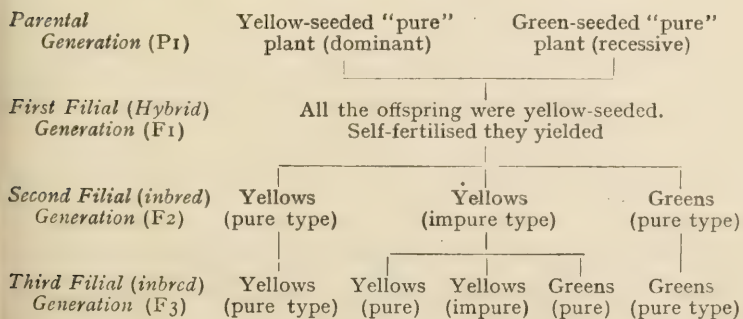 Parental Yellow-seeded “pure” Green-seeded “pure”
Generation (P1) plant (dominant) plant (recessive)
First Filial (Hybrid) All the offspring were yellow-seeded.
Generation (F1) Self-fertilised they yielded
Second Filial (inbred) Yellows Yellows Greens
Generation (F2) (pure type) (impure type) (pure type)
Third Filial (inbred) Yellows Yellows Yellows Greens Greens
Generation (F3) (pure type) (pure) (impure) (pure) (pure type)